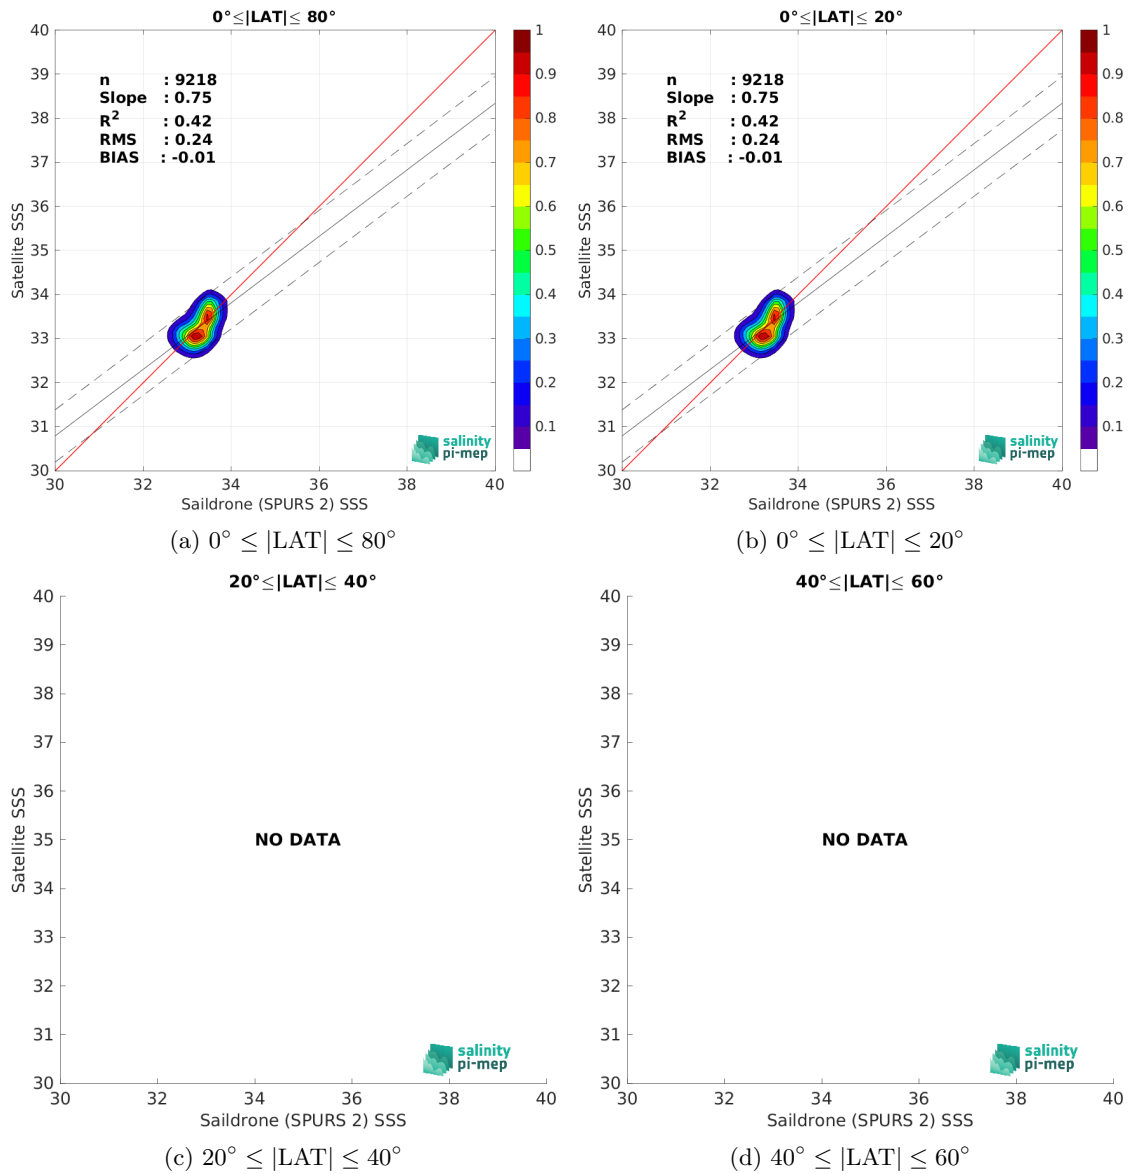 0°≤|LAT|≤ 80°
40
39
38
37
36
35
34
33
32
31
30
Satellite SSS
n : 9218
Slope : 0.75
R² : 0.42
RMS : 0.24
BIAS : -0.01
1
0.9
0.8
0.7
0.6
0.5
0.4
0.3
0.2
0.1
salinity
pi-mep
30 32 34 36 38 40
Saildrone (SPURS 2) SSS
(a) 0° ≤ |LAT| ≤ 80°
0°≤|LAT|≤ 20°
40
39
38
37
36
35
34
33
32
31
30
Satellite SSS
n : 9218
Slope : 0.75
R² : 0.42
RMS : 0.24
BIAS : -0.01
1
0.9
0.8
0.7
0.6
0.5
0.4
0.3
0.2
0.1
salinity
pi-mep
30 32 34 36 38 40
Saildrone (SPURS 2) SSS
(b) 0° ≤ |LAT| ≤ 20°
20°≤|LAT|≤ 40°
40
39
38
37
36
35
34
33
32
31
30
Satellite SSS
NO DATA
salinity
pi-mep
30 32 34 36 38 40
Saildrone (SPURS 2) SSS
(c) 20° ≤ |LAT| ≤ 40°
40°≤|LAT|≤ 60°
40
39
38
37
36
35
34
33
32
31
30
Satellite SSS
NO DATA
salinity
pi-mep
30 32 34 36 38 40
Saildrone (SPURS 2) SSS
(d) 40° ≤ |LAT| ≤ 60°